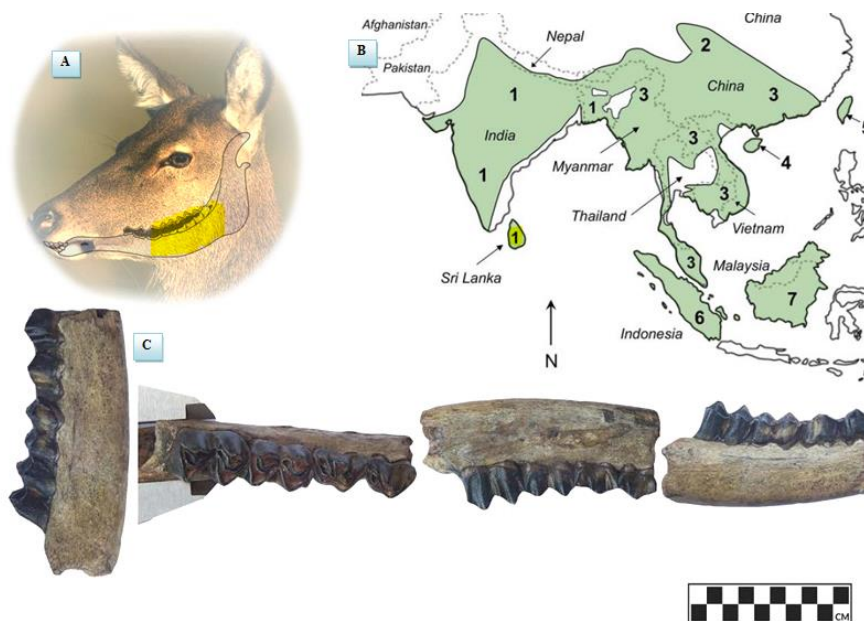 A
B
Afghanistan
Pakistan
Nepal
China
2
China
1
1
3
3
India
Myanmar
3
4
1
Thailand
3
Vietnam
1
Sri Lanka
3
Malaysia
7
6
Indonesia
N
C
CM